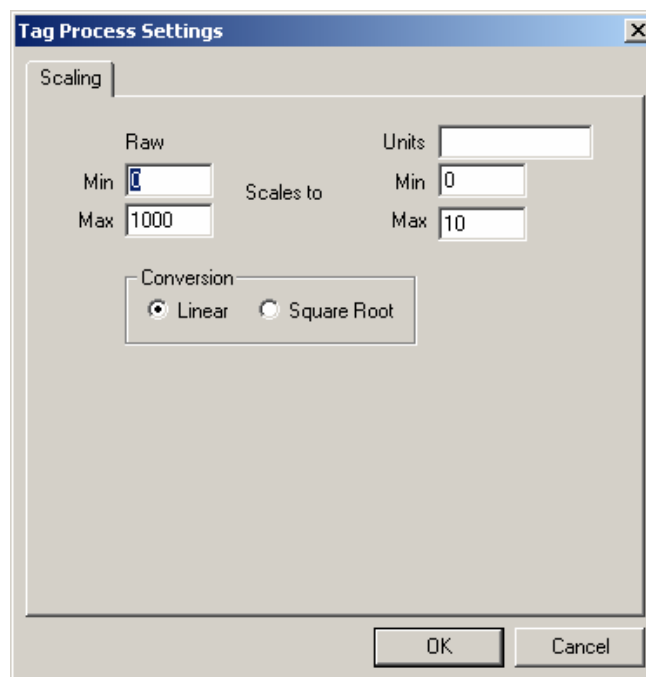 Tag Process Settings
Scaling
Raw Units
Min 0 Scales to Min 0
Max 1000 Max 10
Conversion
Linear Square Root
OK Cancel